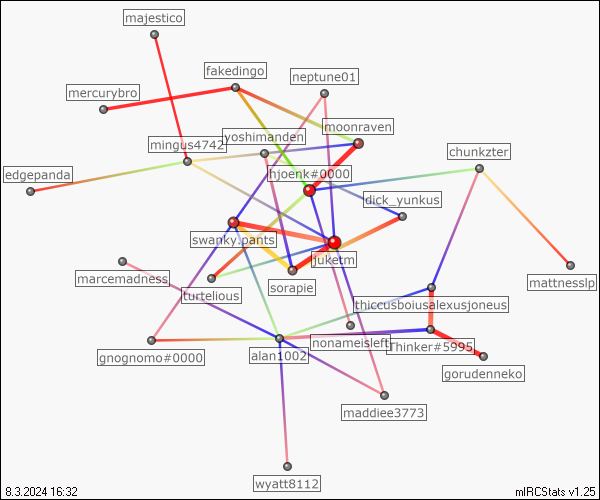 majestico
fakedingo
neptune01
mercurybro
moonraven
yoshimanden
mingus4742
chunkzter
edgepanda
hjoenk#0000
dick_yunkus
swanky.pants
juketm
marcemadness
mattnesslp
sorapie
turtelious
thiccusboiusalexusjoneus
nonameisleft
Thinker#5995
gnognomo#0000
alan1002
gorudenneko
maddiee3773
wyatt8112
8.3.2024 16:32
mIRCStats v1.25